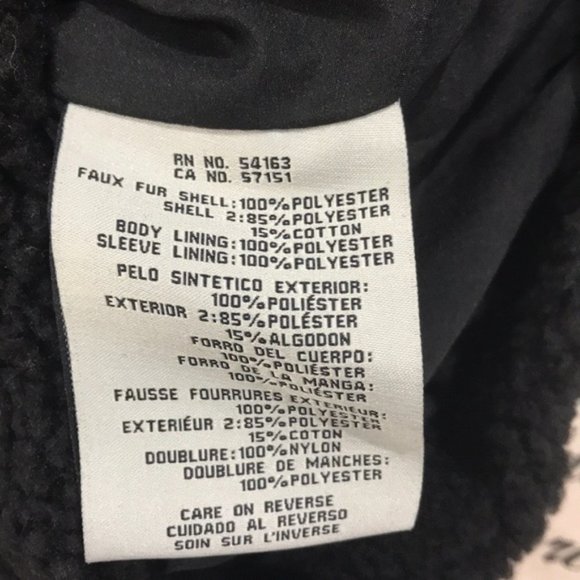 RN NO. 54163
CA NO. 57151
FAUX FUR SHELL:100%POLYESTER
SHELL 2:85%POLYESTER
15%COTTON
BODY LINING:100%POLYESTER
SLEEVE LINING:100%POLYESTER
PELO SINTETICO EXTERIOR:
100%POLIÉSTER
EXTERIOR 2:85%POLÉSTER
15%ALGODON
FORRO DEL CUERPO:
100%POLIÉSTER
FORRO DE LA MANGA:
100%POLIÉSTER
FAUSSE FOURRURES EXTERIEUR:
100%POLYESTER
EXTERIÉUR 2:85%POLYESTER
15%COTON
DOUBLURE:100%NYLON
DOUBLURE DE MANCHES:
100%POLYESTER
CARE ON REVERSE
CUIDADO AL REVERSO
SOIN SUR L'INVERSE